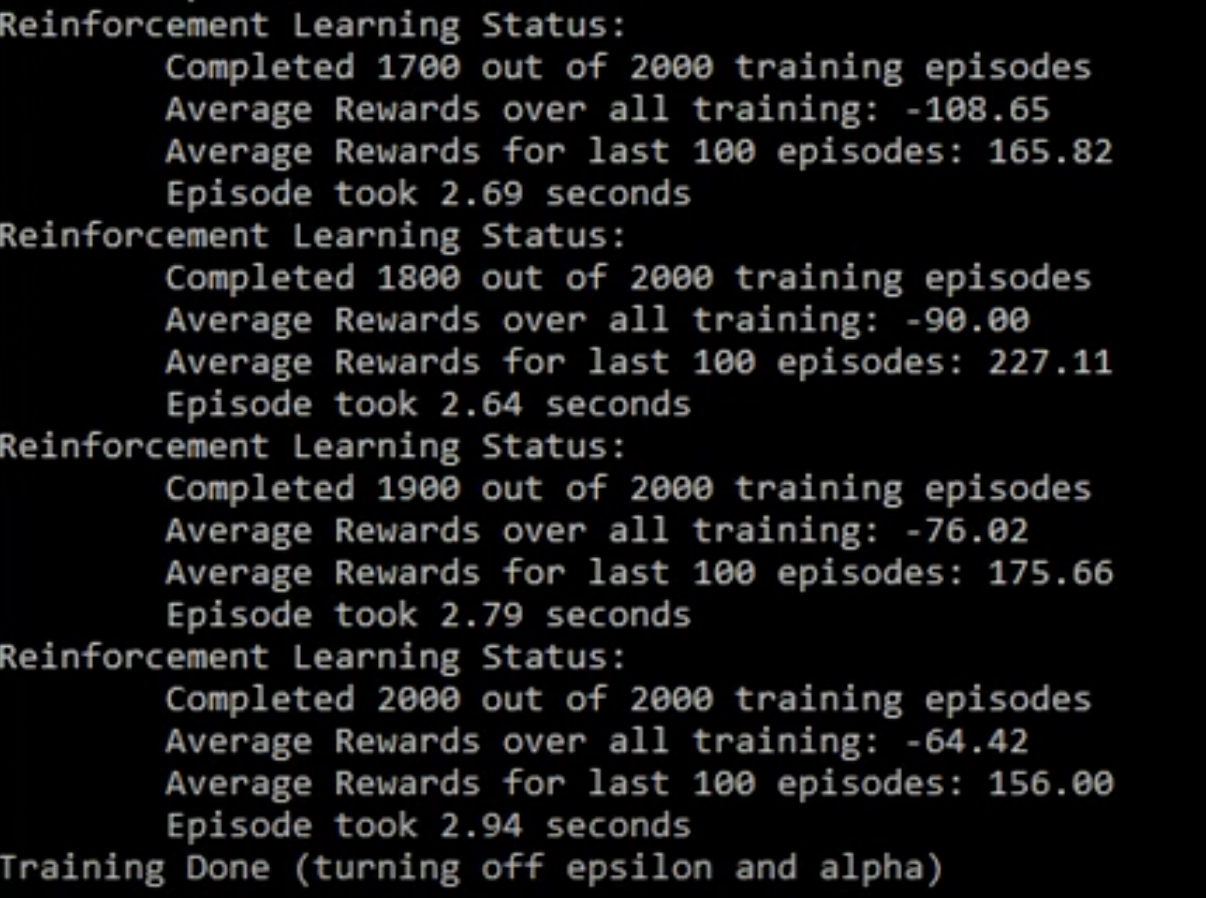 Reinforcement Learning Status:
Completed 1700 out of 2000 training episodes
Average Rewards over all training: -108.65
Average Rewards for last 100 episodes: 165.82
Episode took 2.69 seconds
Reinforcement Learning Status:
Completed 1800 out of 2000 training episodes
Average Rewards over all training: -90.00
Average Rewards for last 100 episodes: 227.11
Episode took 2.64 seconds
Reinforcement Learning Status:
Completed 1900 out of 2000 training episodes
Average Rewards over all training: -76.02
Average Rewards for last 100 episodes: 175.66
Episode took 2.79 seconds
Reinforcement Learning Status:
Completed 2000 out of 2000 training episodes
Average Rewards over all training: -64.42
Average Rewards for last 100 episodes: 156.00
Episode took 2.94 seconds
Training Done (turning off epsilon and alpha)